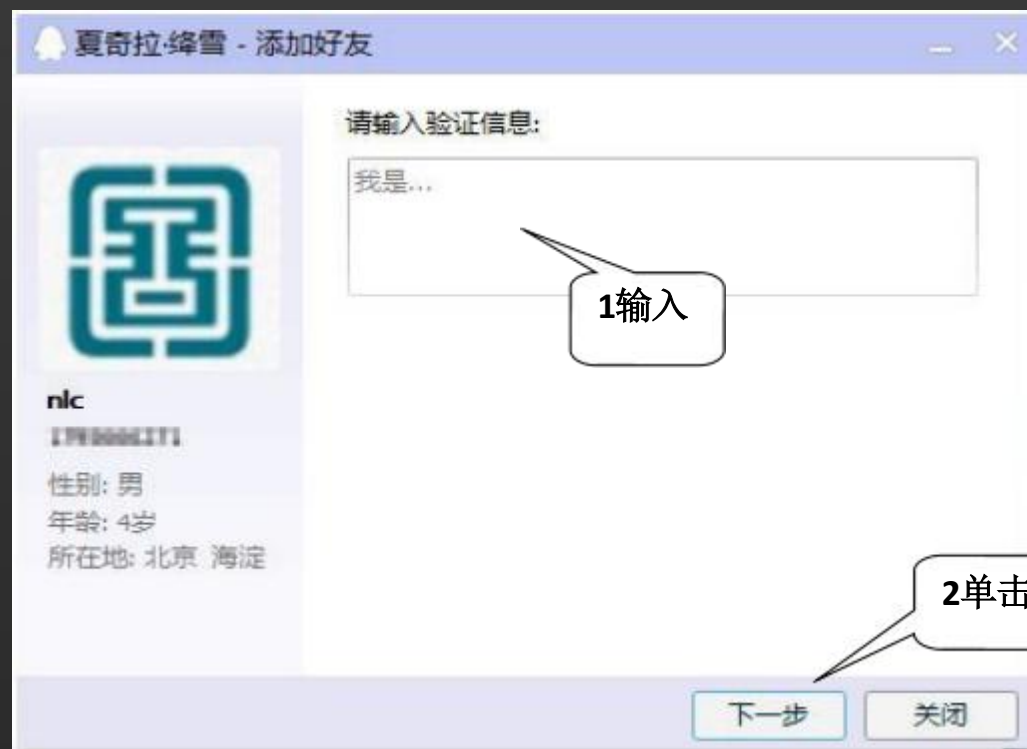 夏奇拉·绛雪 - 添加好友
请输入验证信息:
我是...
1输入
nlc
性别: 男
年龄: 4岁
所在地: 北京 海淀
2单击
下一步
关闭